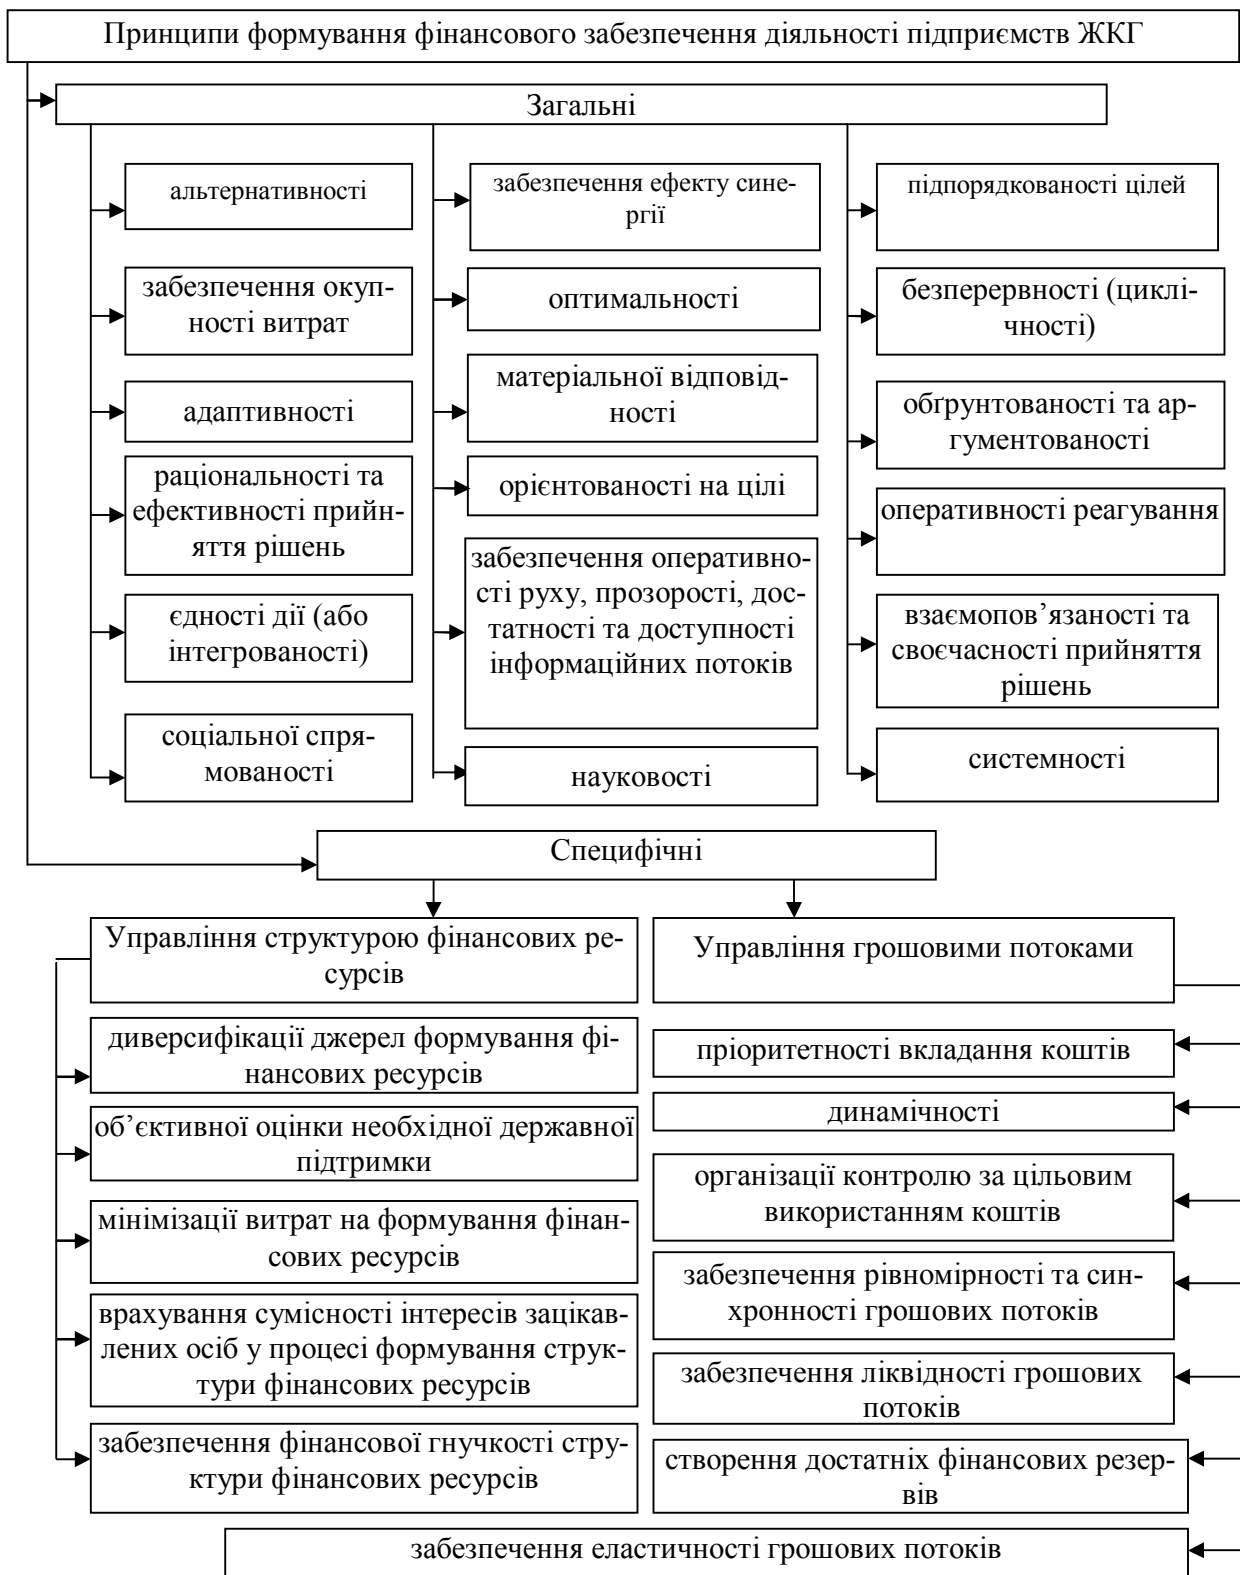 Принципи формування фінансового забезпечення діяльності підприємств ЖКГ
Загальні
альтернативності
забезпечення окуп-
ності витрат
адаптивності
раціональності та
ефективності прийн-
яття рішень
єдності дії (або
інтегрованості)
соціальної спря-
мованості
забезпечення ефекту сине-
ргії
оптимальності
матеріальної відповід-
ності
орієнтованості на цілі
забезпечення оперативно-
сті руху, прозорості, дос-
татності та доступності
інформаційних потоків
науковості
підпорядкованості цілей
безперервності (циклі-
чності)
обґрунтованості та ар-
гументованості
оперативності реагування
взаємопов’язаності та
своєчасності прийняття
рішень
системності
Специфічні
Управління структурою фінансових ре-
сурсів
диверсифікації джерел формування фі-
нансових ресурсів
об’єктивної оцінки необхідної державної
підтримки
мінімізації витрат на формування фінан-
сових ресурсів
врахування сумісності інтересів зацікав-
лених осіб у процесі формування струк-
тури фінансових ресурсів
забезпечення фінансової гнучкості стру-
ктури фінансових ресурсів
Управління грошовими потоками
пріоритетності вкладання коштів
динамічності
організації контролю за цільовим
використанням коштів
забезпечення рівномірності та син-
хронності грошових потоків
забезпечення ліквідності грошових
потоків
створення достатніх фінансових резер-
вів
забезпечення еластичності грошових потоків